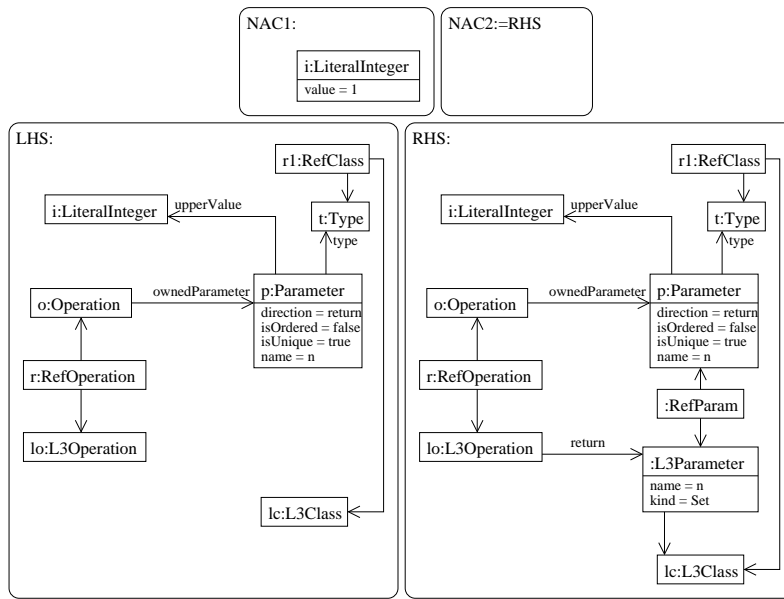 NAC1:
i:LiteralInteger
value = 1
NAC2:=RHS
LHS:
r1:RefClass
i:LiteralInteger
upperValue
t:Type
type
o:Operation
ownedParameter
p:Parameter
direction = return
isOrdered = false
isUnique = true
name = n
r:RefOperation
lo:L3Operation
lc:L3Class
RHS:
r1:RefClass
i:LiteralInteger
upperValue
t:Type
type
o:Operation
ownedParameter
p:Parameter
direction = return
isOrdered = false
isUnique = true
name = n
r:RefOperation
:RefParam
lo:L3Operation
return
:L3Parameter
name = n
kind = Set
lc:L3Class